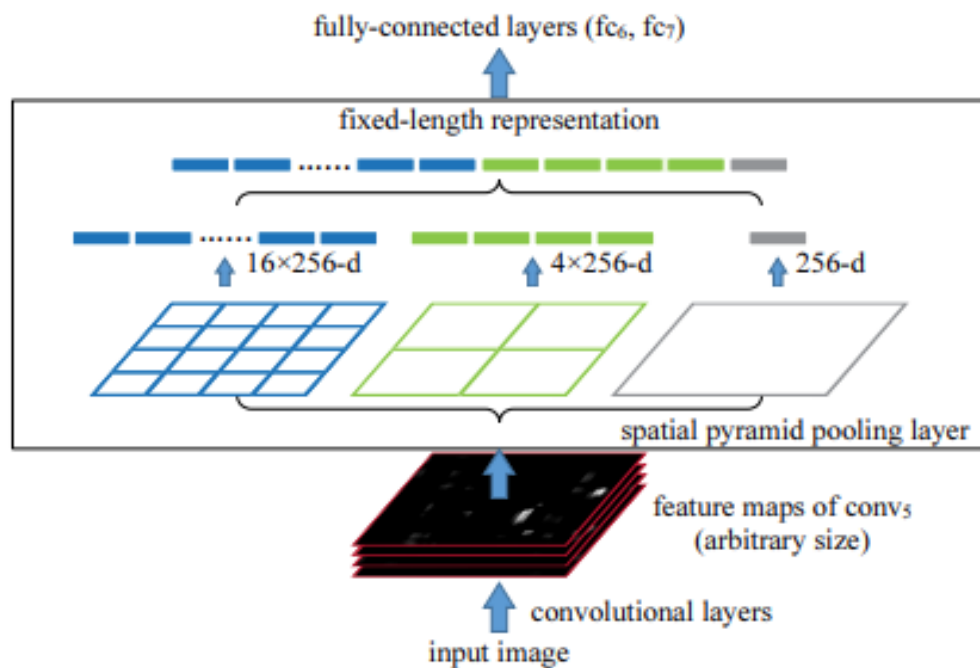 fully-connected layers (fc₆, fc₇)
fixed-length representation
......
......
16×256-d
4×256-d
256-d
spatial pyramid pooling layer
feature maps of conv₅
(arbitrary size)
convolutional layers
input image